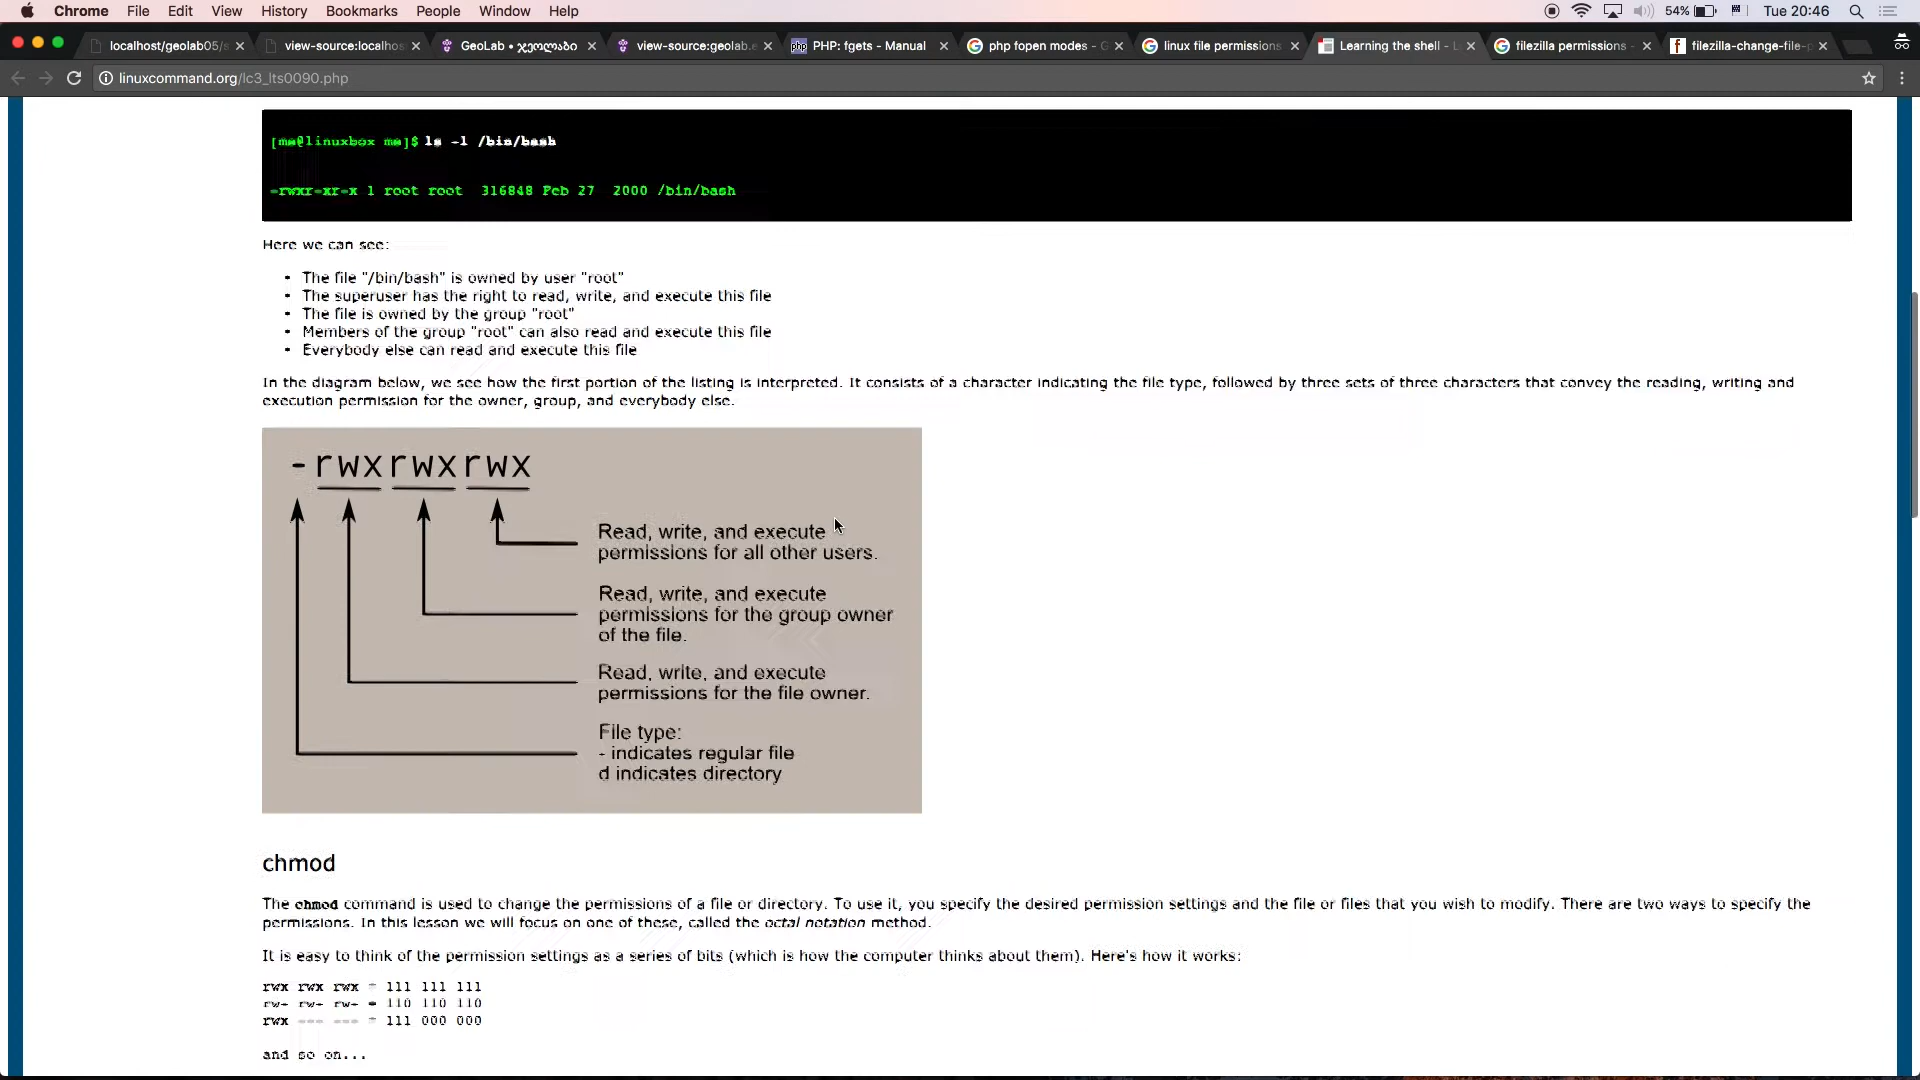 Chrome File Edit View History Bookmarks People Window Help 54% Tue 20:46
localhost/geolab05/s view-source:localhos GeoLab • ჯეოლაბი view-source:geolab.e PHP: fgets - Manual php fopen modes - G linux file permissions Learning the shell - L filezilla permissions - filezilla-change-file-p
linuxcommand.org/lc3_lts0090.php
[me@linuxbox me]$ ls -l /bin/bash
-rwxr-xr-x 1 root root 316848 Feb 27 2000 /bin/bash
Here we can see:
• The file "/bin/bash" is owned by user "root"
• The superuser has the right to read, write, and execute this file
• The file is owned by the group "root"
• Members of the group "root" can also read and execute this file
• Everybody else can read and execute this file
In the diagram below, we see how the first portion of the listing is interpreted. It consists of a character indicating the file type, followed by three sets of three characters that convey the reading, writing and
execution permission for the owner, group, and everybody else.
-rwxrwxrwx
Read, write, and execute
permissions for all other users.
Read, write, and execute
permissions for the group owner
of the file.
Read, write, and execute
permissions for the file owner.
File type:
- indicates regular file
d indicates directory
chmod
The chmod command is used to change the permissions of a file or directory. To use it, you specify the desired permission settings and the file or files that you wish to modify. There are two ways to specify the
permissions. In this lesson we will focus on one of these, called the octal notation method.
It is easy to think of the permission settings as a series of bits (which is how the computer thinks about them). Here's how it works:
rwx rwx rwx = 111 111 111
rw- rw- rw- = 110 110 110
rwx --- --- = 111 000 000
and so on...